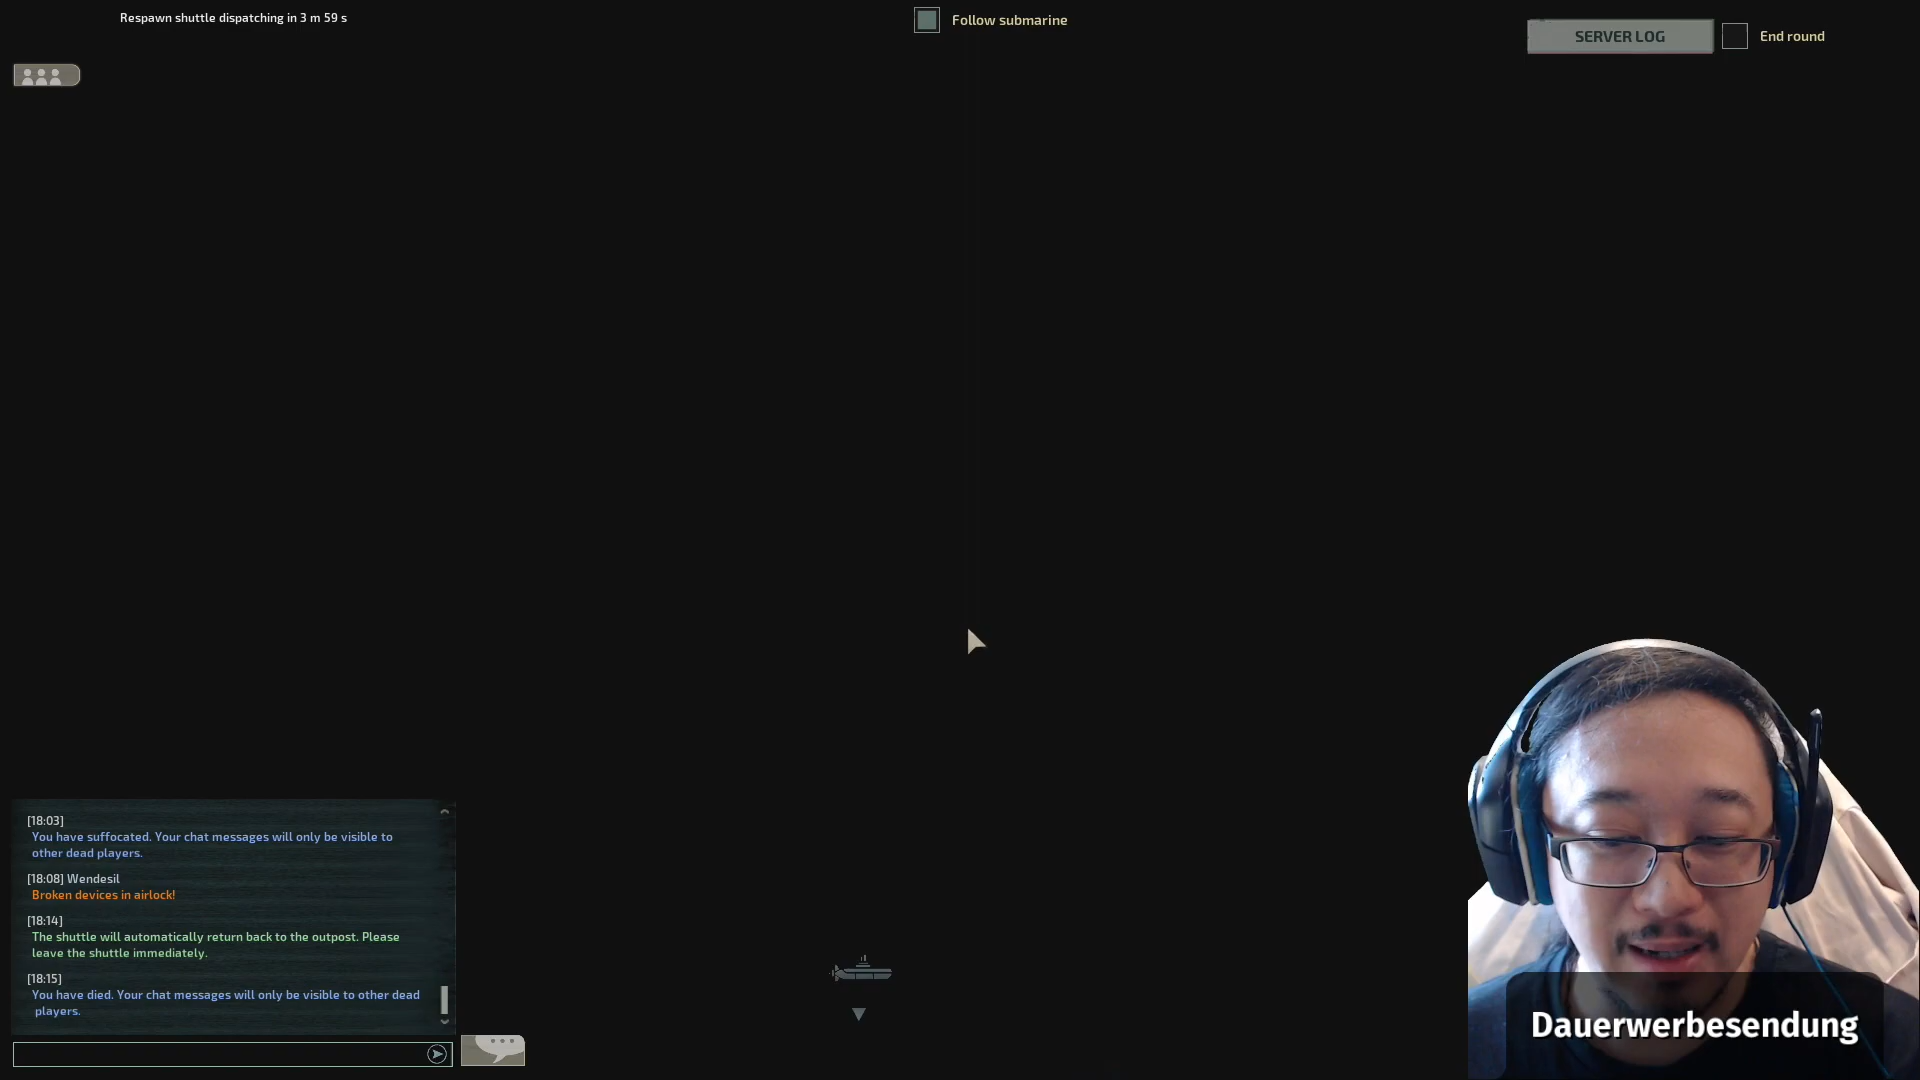 Respawn shuttle dispatching in 3 m 59 s
Follow submarine
SERVER LOG
End round
[18:03]
You have suffocated. Your chat messages will only be visible to
other dead players.
[18:08] Wendesil
Broken devices in airlock!
[18:14]
The shuttle will automatically return back to the outpost. Please
leave the shuttle immediately.
[18:15]
You have died. Your chat messages will only be visible to other dead
players.
Dauerwerbesendung